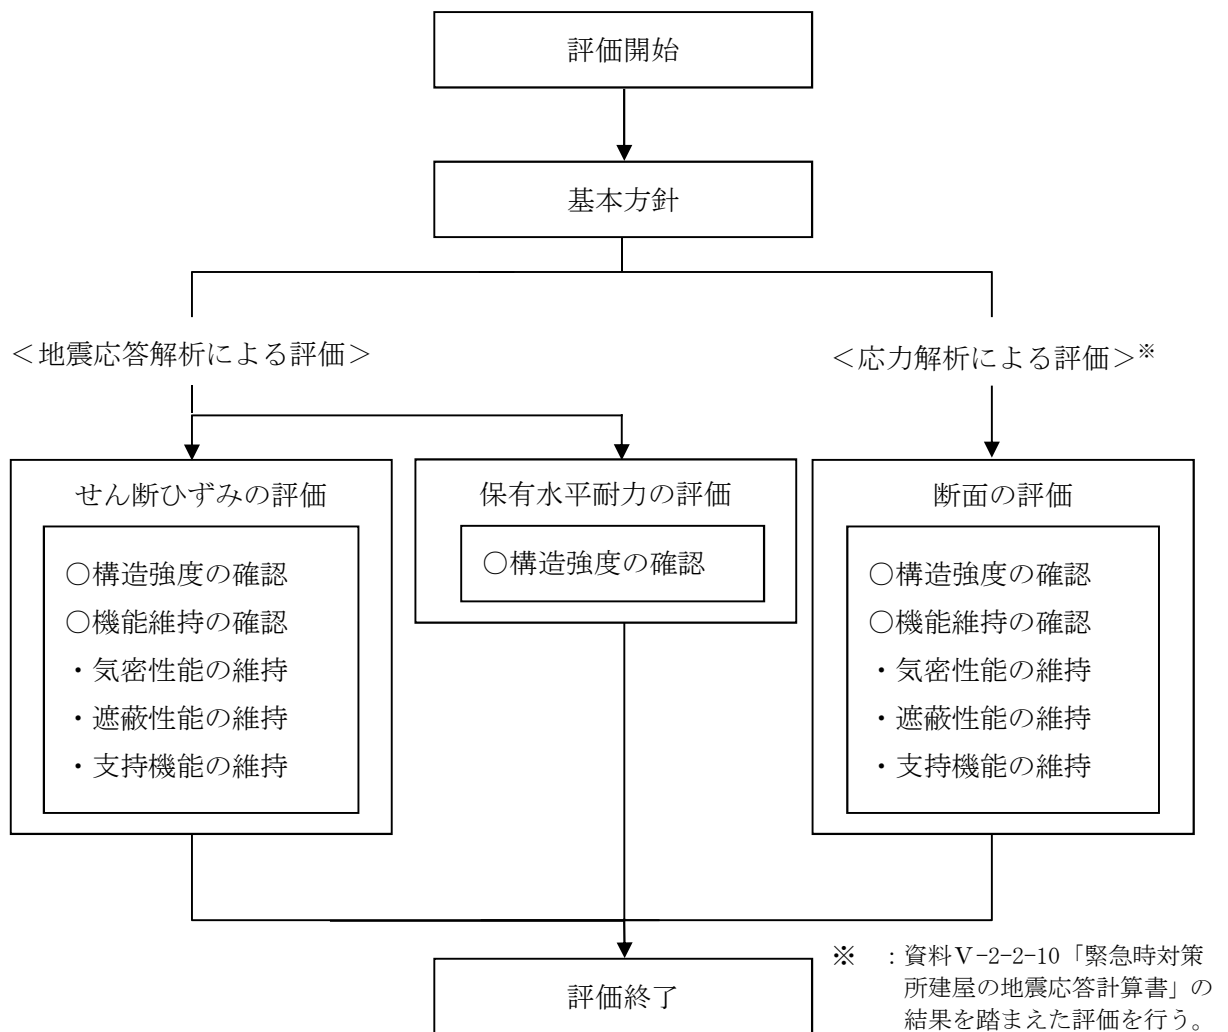 評価開始
基本方針
＜地震応答解析による評価＞
＜応力解析による評価＞※
せん断ひずみの評価
○構造強度の確認
○機能維持の確認
・気密性能の維持
・遮蔽性能の維持
・支持機能の維持
保有水平耐力の評価
○構造強度の確認
断面の評価
○構造強度の確認
○機能維持の確認
・気密性能の維持
・遮蔽性能の維持
・支持機能の維持
評価終了
※　：資料Ⅴ-2-2-10「緊急時対策
所建屋の地震応答計算書」の
結果を踏まえた評価を行う。